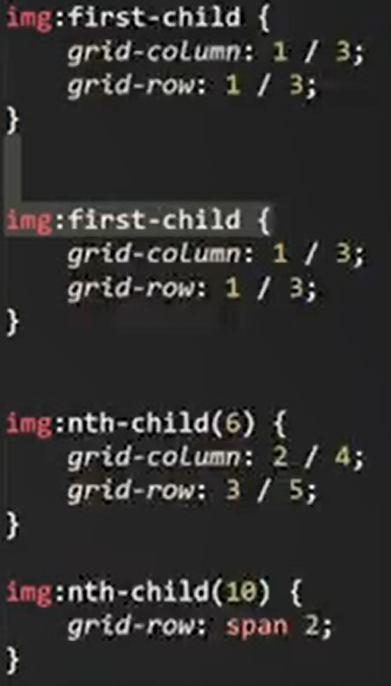 img:first-child {
    grid-column: 1 / 3;
    grid-row: 1 / 3;
}
img:first-child {
    grid-column: 1 / 3;
    grid-row: 1 / 3;
}
img:nth-child(6) {
    grid-column: 2 / 4;
    grid-row: 3 / 5;
}
img:nth-child(10) {
    grid-row: span 2;
}